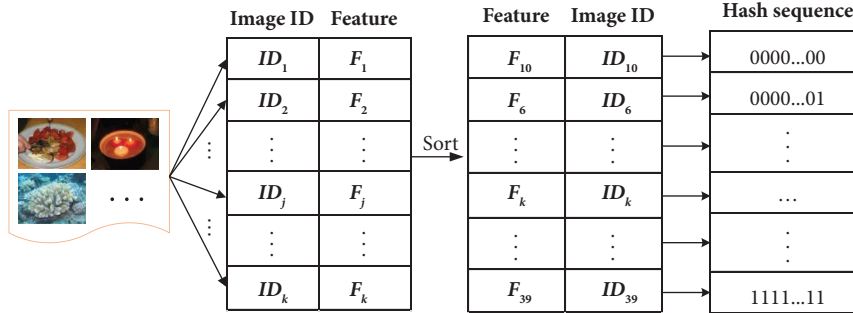 Image ID Feature
ID1 F1
ID2 F2
⋮ ⋮
IDj Fj
⋮ ⋮
IDk Fk
⋮
⋮
. . .
Sort
Feature Image ID Hash sequence
F10 ID10 0000...00
F6 ID6 0000...01
⋮ ⋮ ⋮
Fk IDk ...
⋮ ⋮ ⋮
F39 ID39 1111...11